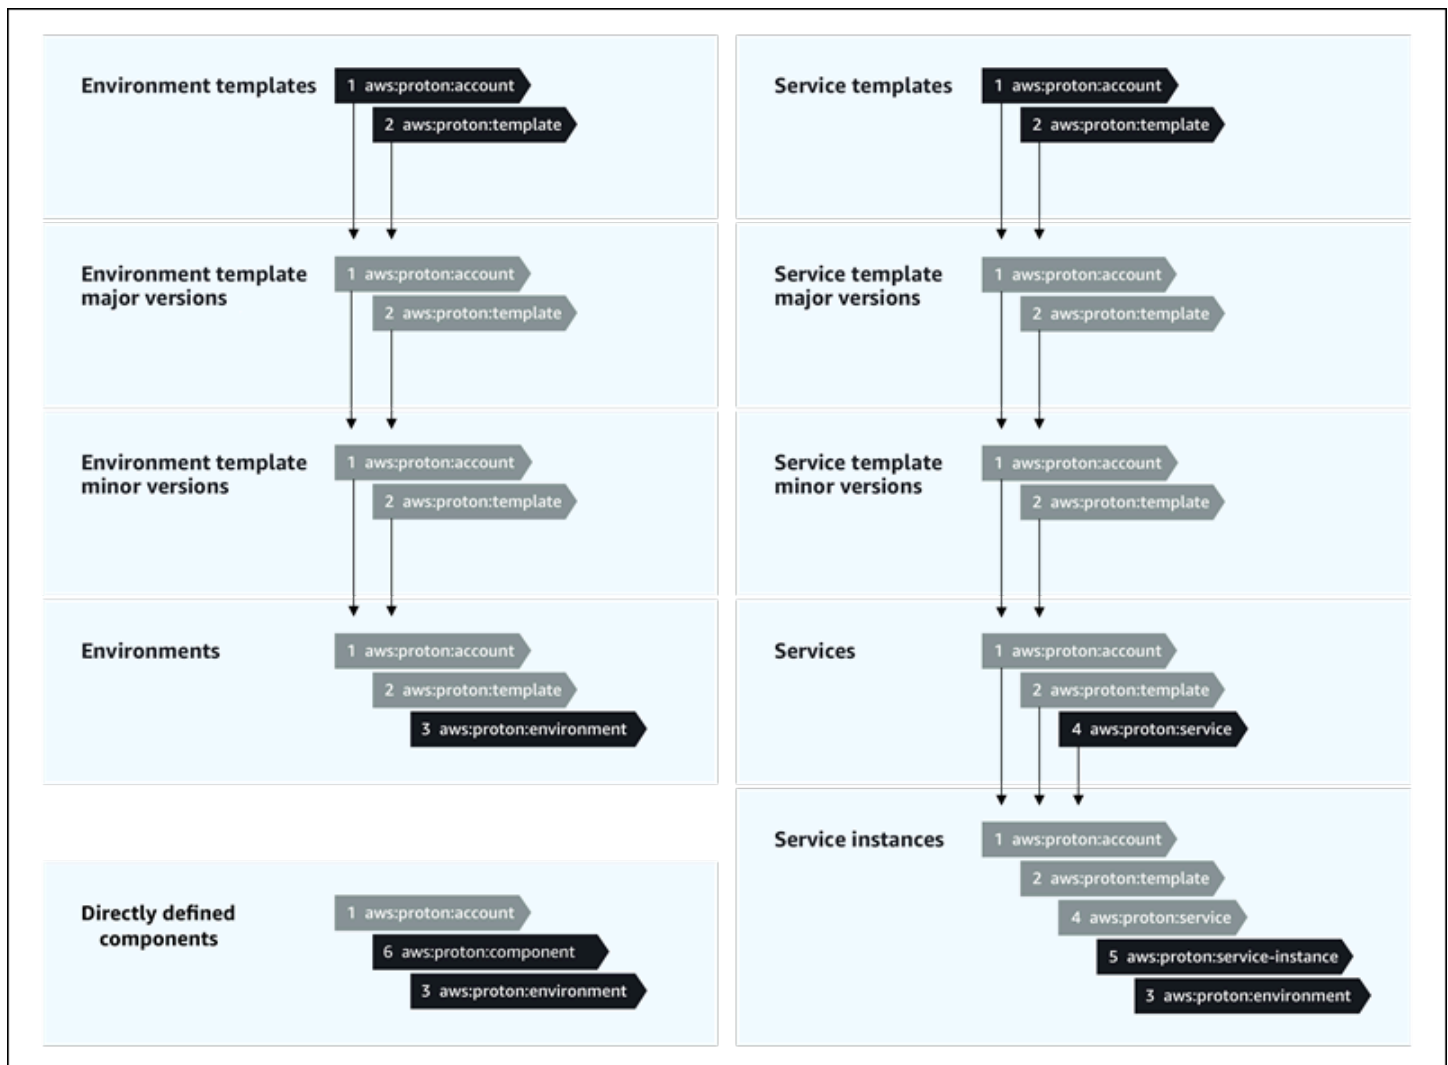 Environment templates
1 aws:proton:account
2 aws:proton:template
Environment template
major versions
1 aws:proton:account
2 aws:proton:template
Environment template
minor versions
1 aws:proton:account
2 aws:proton:template
Environments
1 aws:proton:account
2 aws:proton:template
3 aws:proton:environment
Directly defined
components
1 aws:proton:account
6 aws:proton:component
3 aws:proton:environment
Service templates
1 aws:proton:account
2 aws:proton:template
Service template
major versions
1 aws:proton:account
2 aws:proton:template
Service template
minor versions
1 aws:proton:account
2 aws:proton:template
Services
1 aws:proton:account
2 aws:proton:template
4 aws:proton:service
Service instances
1 aws:proton:account
2 aws:proton:template
4 aws:proton:service
5 aws:proton:service-instance
3 aws:proton:environment